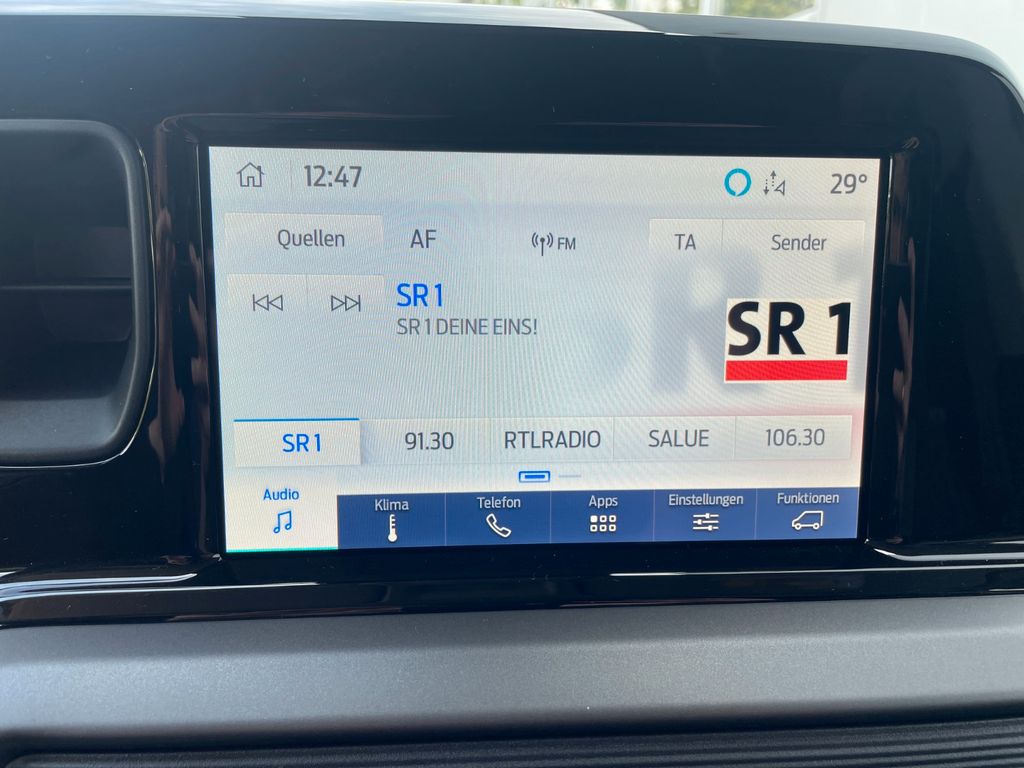 12:47
29°
Quellen
AF
FM
TA
Sender
SR 1
SR 1 DEINE EINS!
SR 1
SR 1
91.30
RTLRADIO
SALUE
106.30
Audio
Klima
Telefon
Apps
Einstellungen
Funktionen